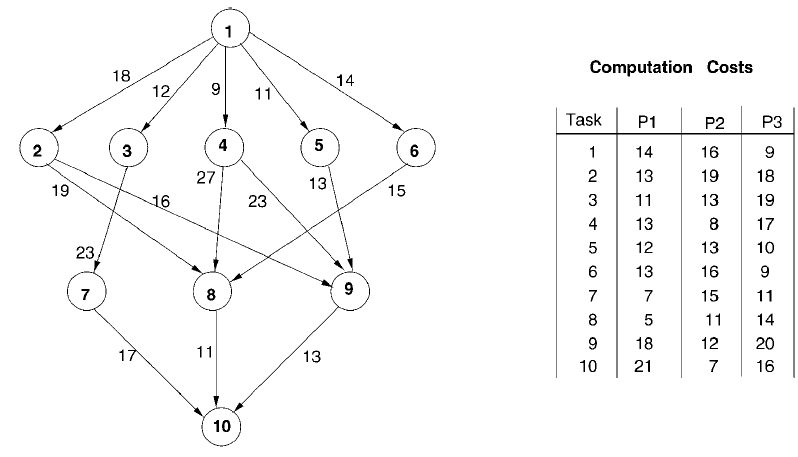 1
18
12
9
11
14
2
3
4
5
6
19
16
27
23
13
15
23
7
8
9
17
11
13
10
Computation Costs
Task P1 P2 P3
1 14 16 9
2 13 19 18
3 11 13 19
4 13 8 17
5 12 13 10
6 13 16 9
7 7 15 11
8 5 11 14
9 18 12 20
10 21 7 16